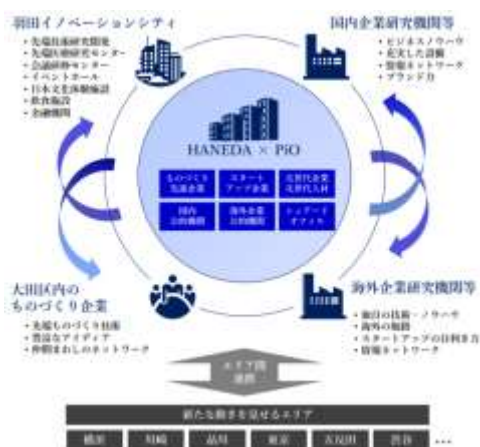 羽田イノベーションシティ
・先端技術研究開発
・先端医療研究センター
・会議研修センター
・イベントホール
・日本文化体験施設
・飲食施設
・金融機関
国内企業研究機関等
・ビジネスノウハウ
・充実した設備
・情報ネットワーク
・ブランド力
HANEDA × PiO
ものづくり
先進企業
スタート
アップ企業
次世代企業
次世代人材
国内
公的機関
海外企業
公的機関
シェアード
オフィス
大田区内の
ものづくり企業
・先端ものづくり技術
・豊富なアイディア
・仲間まわしのネットワーク
海外企業研究機関等
・独自の技術・ノウハウ
・海外の販路
・スタートアップの目利き力
・情報ネットワーク
エリア間
連携
新たな動きを見せるエリア
横浜 川崎 品川 東京 五反田 渋谷 …